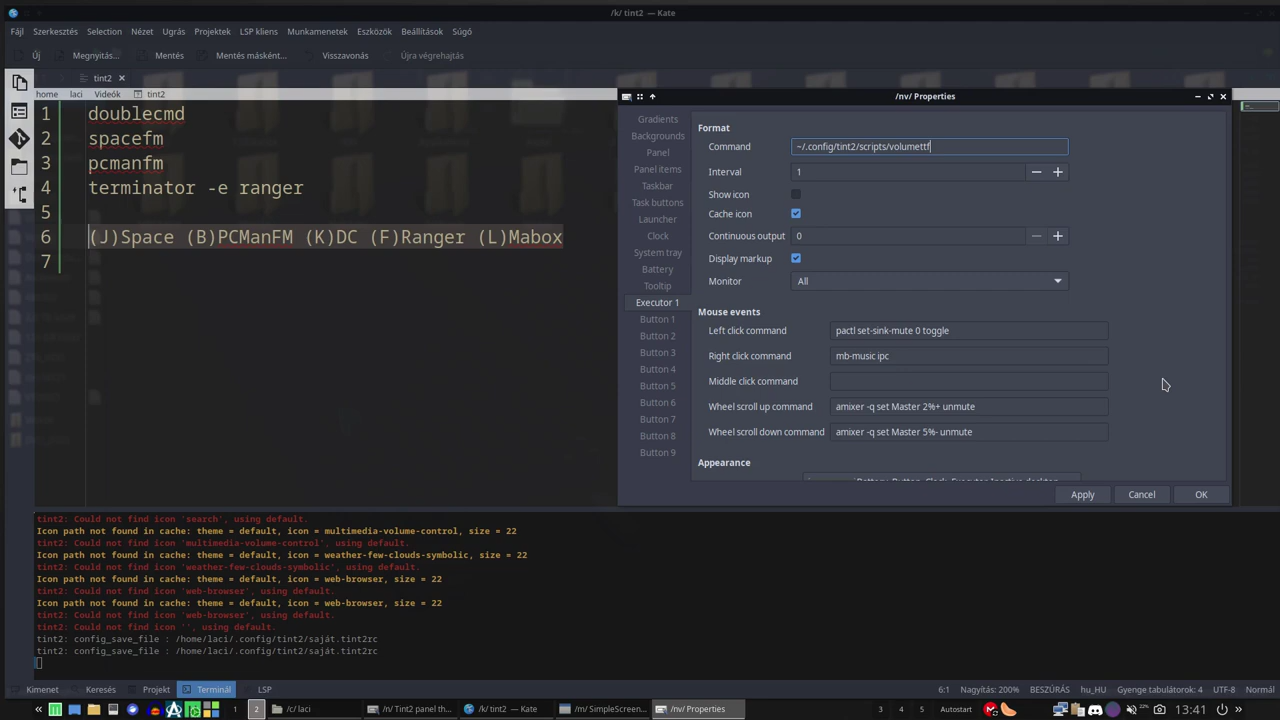 /k/ tint2 — Kate
Fájl Szerkesztés Selection Nézet Ugrás Projektek LSP kliens Munkamenetek Eszközök Beállítások Súgó
Új Megnyitás... Mentés Mentés másként... Visszavonás Újra végrehajtás
tint2
home laci Videók tint2
1 doublecmd
2 spacefm
3 pcmanfm
4 terminator -e ranger
5
6 (J)Space (B)PCManFM (K)DC (F)Ranger (L)Mabox
7
/nv/ Properties
Gradients
Backgrounds
Panel
Panel items
Taskbar
Task buttons
Launcher
Clock
System tray
Battery
Tooltip
Executor 1
Button 1
Button 2
Button 3
Button 4
Button 5
Button 6
Button 7
Button 8
Button 9
Format
Command ~/.config/tint2/scripts/volumettf
Interval 1
Show icon
Cache icon
Continuous output 0
Display markup
Monitor All
Mouse events
Left click command pactl set-sink-mute 0 toggle
Right click command mb-music ipc
Middle click command
Wheel scroll up command amixer -q set Master 2%+ unmute
Wheel scroll down command amixer -q set Master 5%- unmute
Appearance
Apply Cancel OK
tint2: Could not find icon 'search', using default.
Icon path not found in cache: theme = default, icon = multimedia-volume-control, size = 22
tint2: Could not find icon 'multimedia-volume-control', using default.
Icon path not found in cache: theme = default, icon = weather-few-clouds-symbolic, size = 22
tint2: Could not find icon 'weather-few-clouds-symbolic', using default.
Icon path not found in cache: theme = default, icon = web-browser, size = 22
tint2: Could not find icon 'web-browser', using default.
Icon path not found in cache: theme = default, icon = web-browser, size = 22
tint2: Could not find icon 'web-browser', using default.
tint2: Could not find icon '', using default.
tint2: config_save_file : /home/laci/.config/tint2/saját.tint2rc
tint2: config_save_file : /home/laci/.config/tint2/saját.tint2rc
Kimenet Keresés Projekt Terminál LSP 6:1 Nagyítás: 200% BESZÚRÁS hu_HU Gyenge tabulátorok: 4 UTF-8 Normál
1 2 /c/ laci /n/ Tint2 panel th... /k/ tint2 — Kate /m/ SimpleScreen... /nv/ Properties 3 4 5 Autostart 22% 13:41